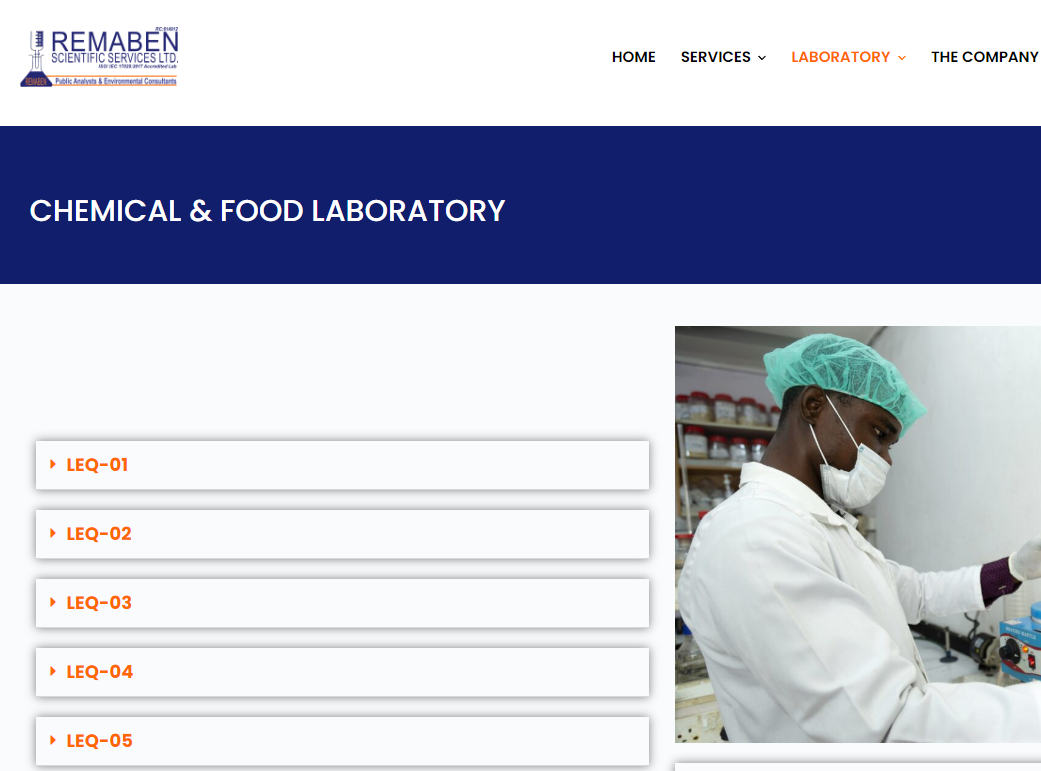 RC:914012
REMABEN
SCIENTIFIC SERVICES LTD.
ISO/ IEC 17025:2017 Accredited Lab
REMABEN
Public Analysts & Environmental Consultants
HOME
SERVICES
LABORATORY
THE COMPANY
CHEMICAL & FOOD LABORATORY
LEQ-01
LEQ-02
LEQ-03
LEQ-04
LEQ-05